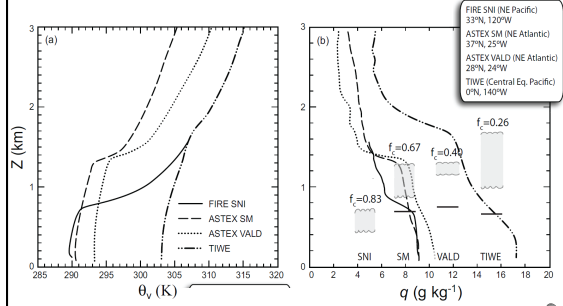 FIRE SNI (NE Pacific)
33°N, 120°W
ASTEX SM (NE Atlantic)
37°N, 25°W
ASTEX VALD (NE Atlantic)
28°N, 24°W
TIWE (Central Eq. Pacific)
0°N, 140°W
(a)
(b)
3
2
1
0
Z (km)
FIRE SNI
ASTEX SM
ASTEX VALD
TIWE
285 290 295 300 305 310 315 320
θv (K)
fc=0.26
fc=0.67
fc=0.40
fc=0.83
SNI SM VALD TIWE
0 2 4 6 8 10 12 14 16 18 20
q (g kg-1)